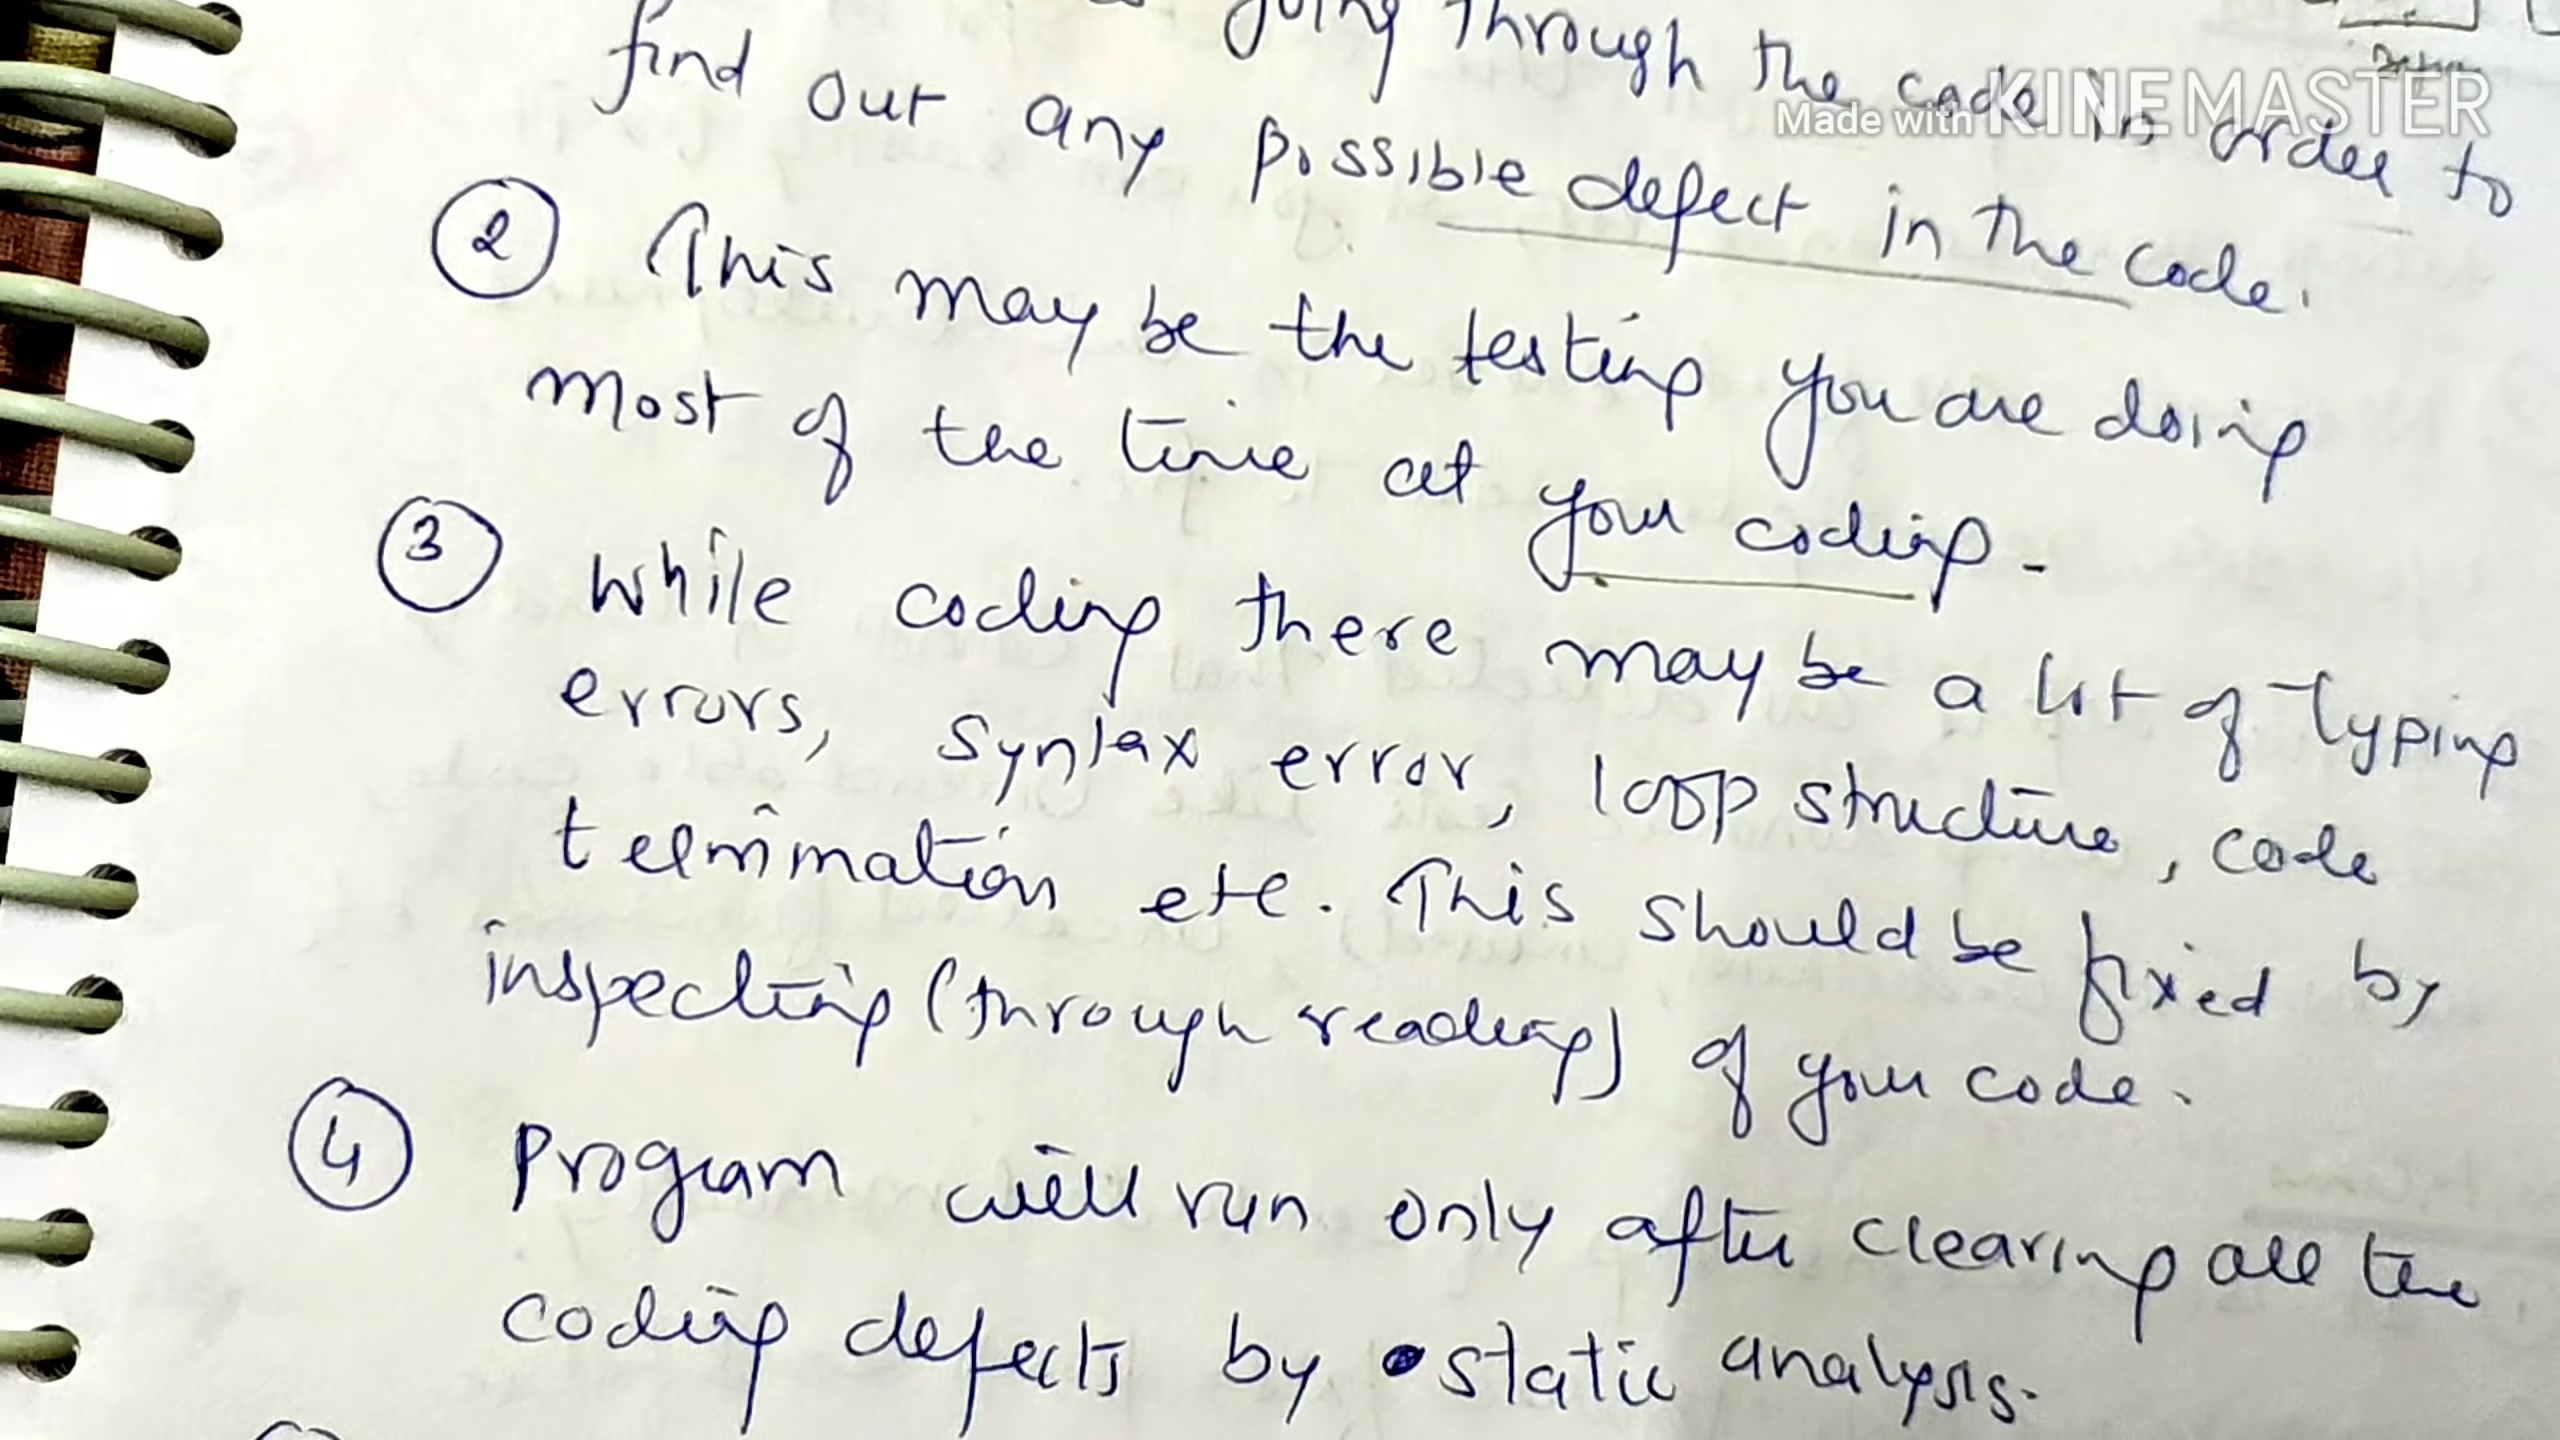 going through the code in order to
find out any possible defect in the code.
② This may be the testing you are doing
most of the time at your coding.
③ While coding there may be a lot of typing
errors, syntax error, loop structure, code
termination etc. This should be fixed by
inspecting (through reading) of your code.
④ Program will run only after clearing all the
coding defects by static analysis.
Made with KINEMASTER